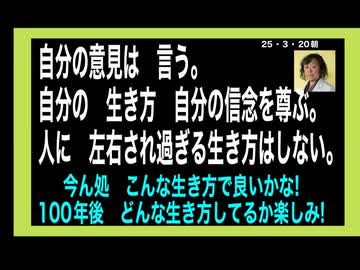 25・3・20朝
自分の意見は　言う。
自分の　生き方　自分の信念を尊ぶ。
人に　左右され過ぎる生き方はしない。
今ん処　こんな生き方で良いかな!
100年後　どんな生き方してるか楽しみ!